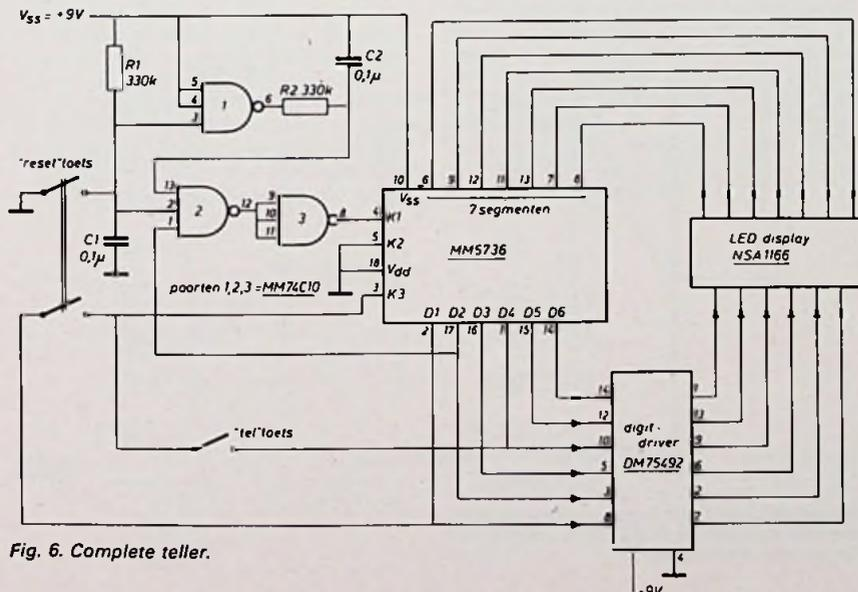 Vss = +9V
R1
330k
C2
0,1µ
5
4
3
1
6
R2 330k
"reset" toets
13
2
1
2
12
9
10
11
3
8
C1
0,1µ
poorten 1,2,3 = MM74C10
10
6
9
12
11
13
7
8
Vss
7 segmenten
4
K1
5
K2
18
Vdd
3
K3
MM5736
D1
D2
D3
D4
D5
D6
2
17
16
15
14
LED display
NSA1166
"tel" toets
14
12
10
5
3
8
digit-
driver
DM75492
1
13
9
6
2
7
4
Fig. 6. Complete teller.